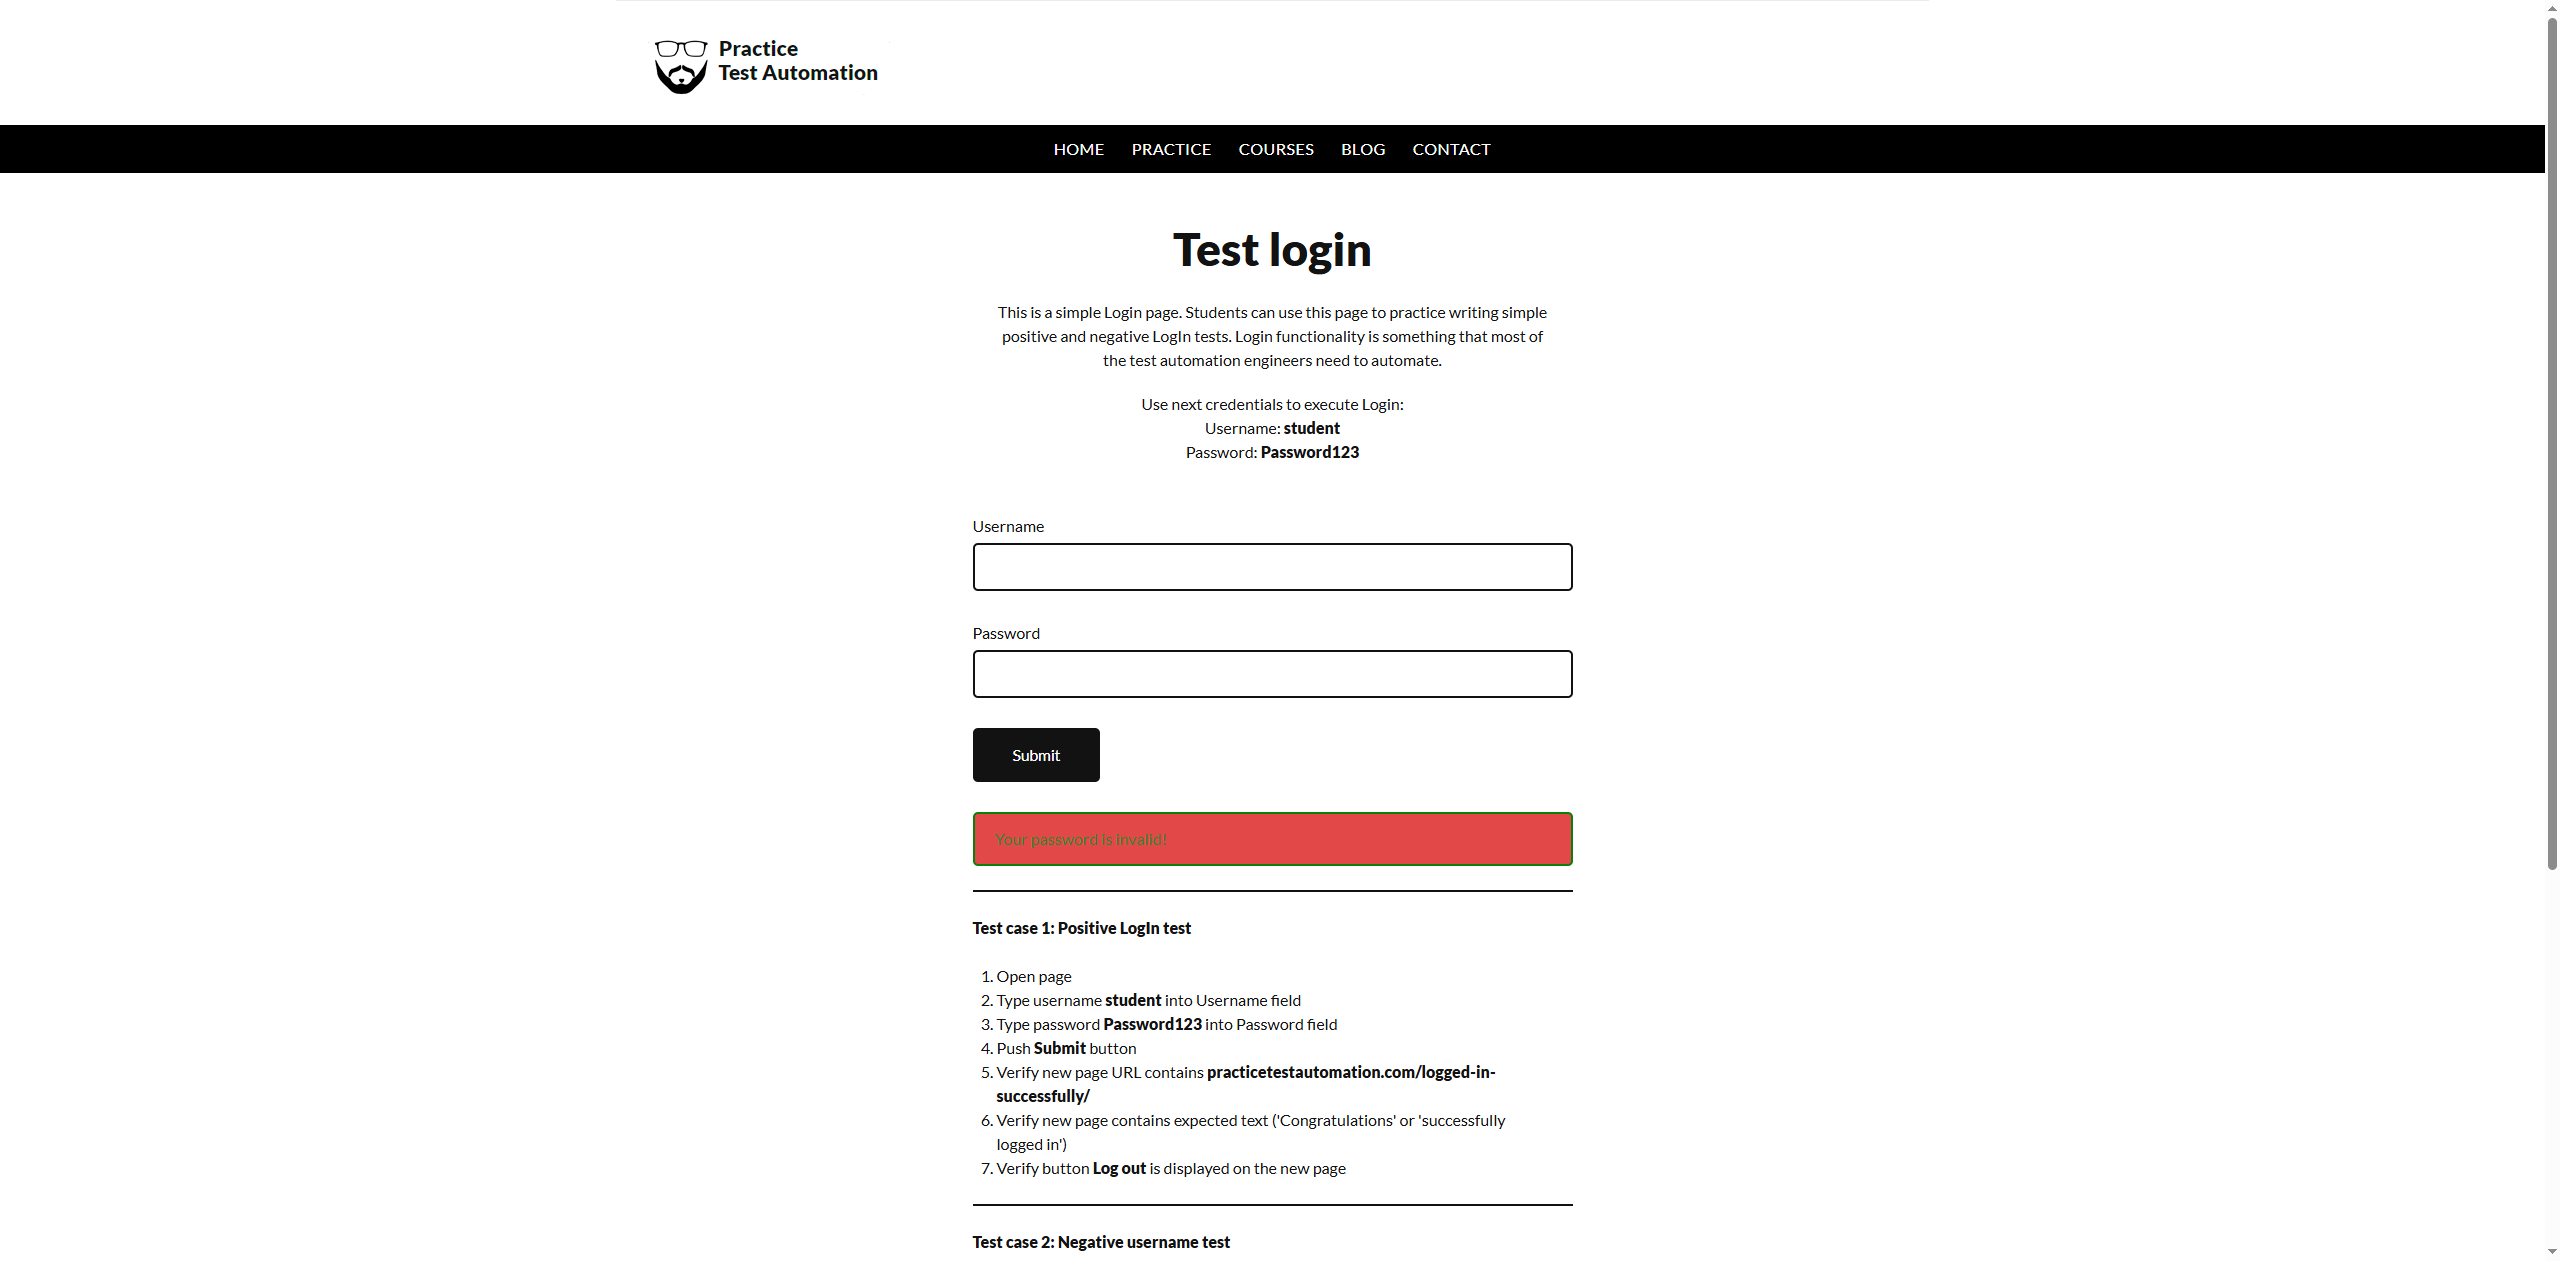 Practice
Test Automation
HOME PRACTICE COURSES BLOG CONTACT
Test login
This is a simple Login page. Students can use this page to practice writing simple
positive and negative LogIn tests. Login functionality is something that most of
the test automation engineers need to automate.
Use next credentials to execute Login:
Username: student
Password: Password123
Username
Password
Submit
Your password is invalid!
Test case 1: Positive LogIn test
1. Open page
2. Type username student into Username field
3. Type password Password123 into Password field
4. Push Submit button
5. Verify new page URL contains practicetestautomation.com/logged-in-
successfully/
6. Verify new page contains expected text ('Congratulations' or 'successfully
logged in')
7. Verify button Log out is displayed on the new page
Test case 2: Negative username test